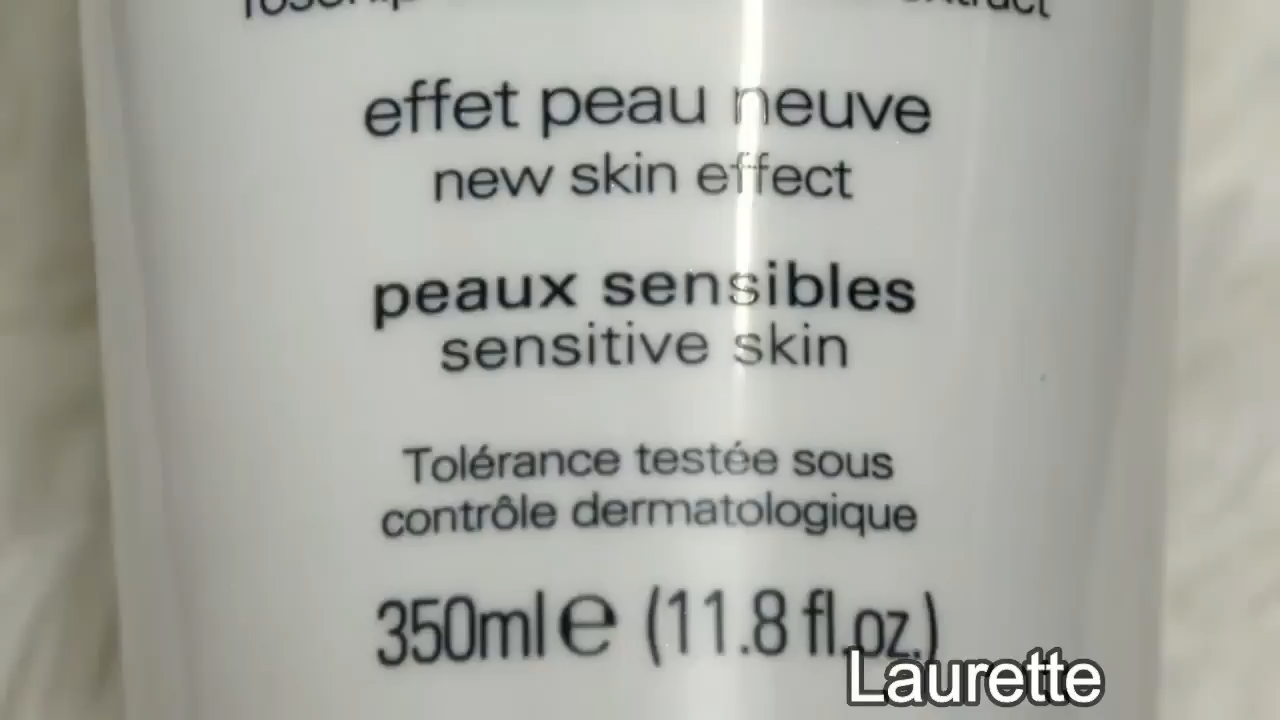 effet peau neuve
new skin effect
peaux sensibles
sensitive skin
Tolérance testée sous
contrôle dermatologique
350ml e (11.8 fl.oz.)
Laurette